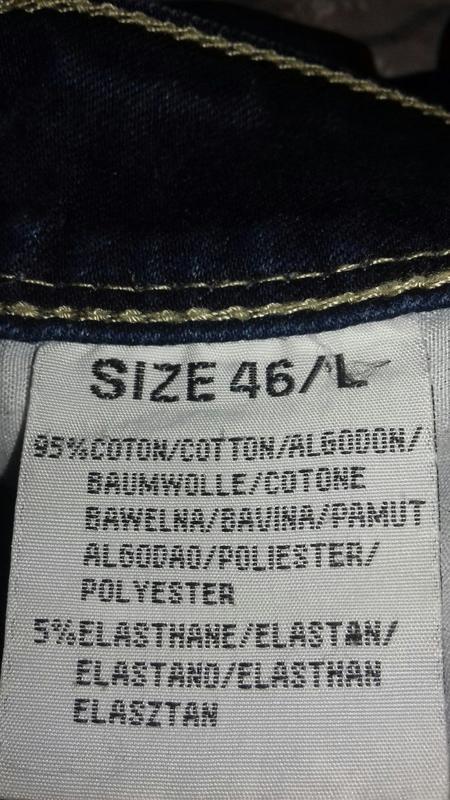 SIZE 46/L
95%COTON/COTTON/ALGODON/
BAUMWOLLE/COTONE
BAWELNA/BAVINA/PAMUT
ALGODAO/POLIESTER/
POLYESTER
5%ELASTHANE/ELASTAN/
ELASTANO/ELASTHAN
ELASZTAN